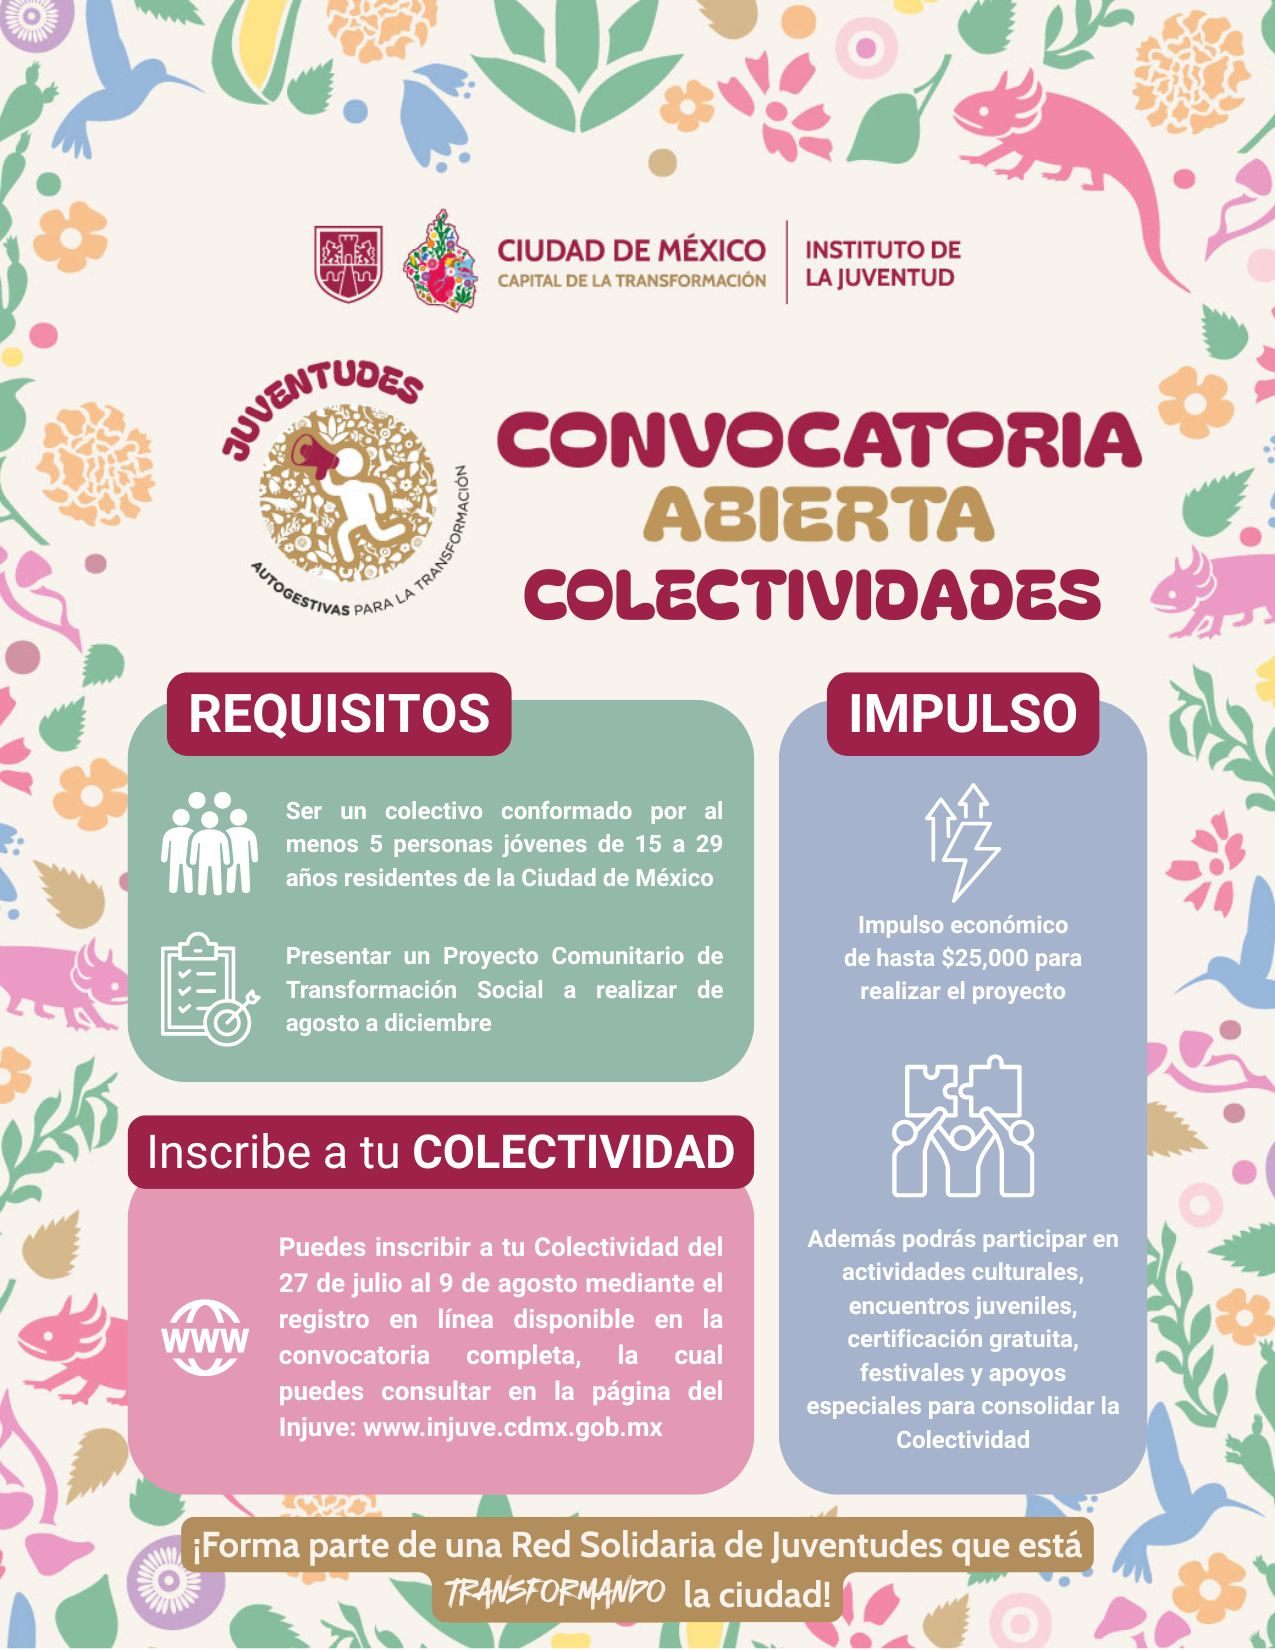 CIUDAD DE MÉXICO
CAPITAL DE LA TRANSFORMACIÓN
INSTITUTO DE
LA JUVENTUD
JUVENTUDES
AUTOGESTIVAS PARA LA TRANSFORMACIÓN
CONVOCATORIA
ABIERTA
COLECTIVIDADES
REQUISITOS
Ser un colectivo conformado por al
menos 5 personas jóvenes de 15 a 29
años residentes de la Ciudad de México
Presentar un Proyecto Comunitario de
Transformación Social a realizar de
agosto a diciembre
Inscribe a tu COLECTIVIDAD
WWW
Puedes inscribir a tu Colectividad del
27 de julio al 9 de agosto mediante el
registro en línea disponible en la
convocatoria completa, la cual
puedes consultar en la página del
Injuve: www.injuve.cdmx.gob.mx
IMPULSO
Impulso económico
de hasta $25,000 para
realizar el proyecto
Además podrás participar en
actividades culturales,
encuentros juveniles,
certificación gratuita,
festivales y apoyos
especiales para consolidar la
Colectividad
¡Forma parte de una Red Solidaria de Juventudes que está
TRANSFORMANDO la ciudad!